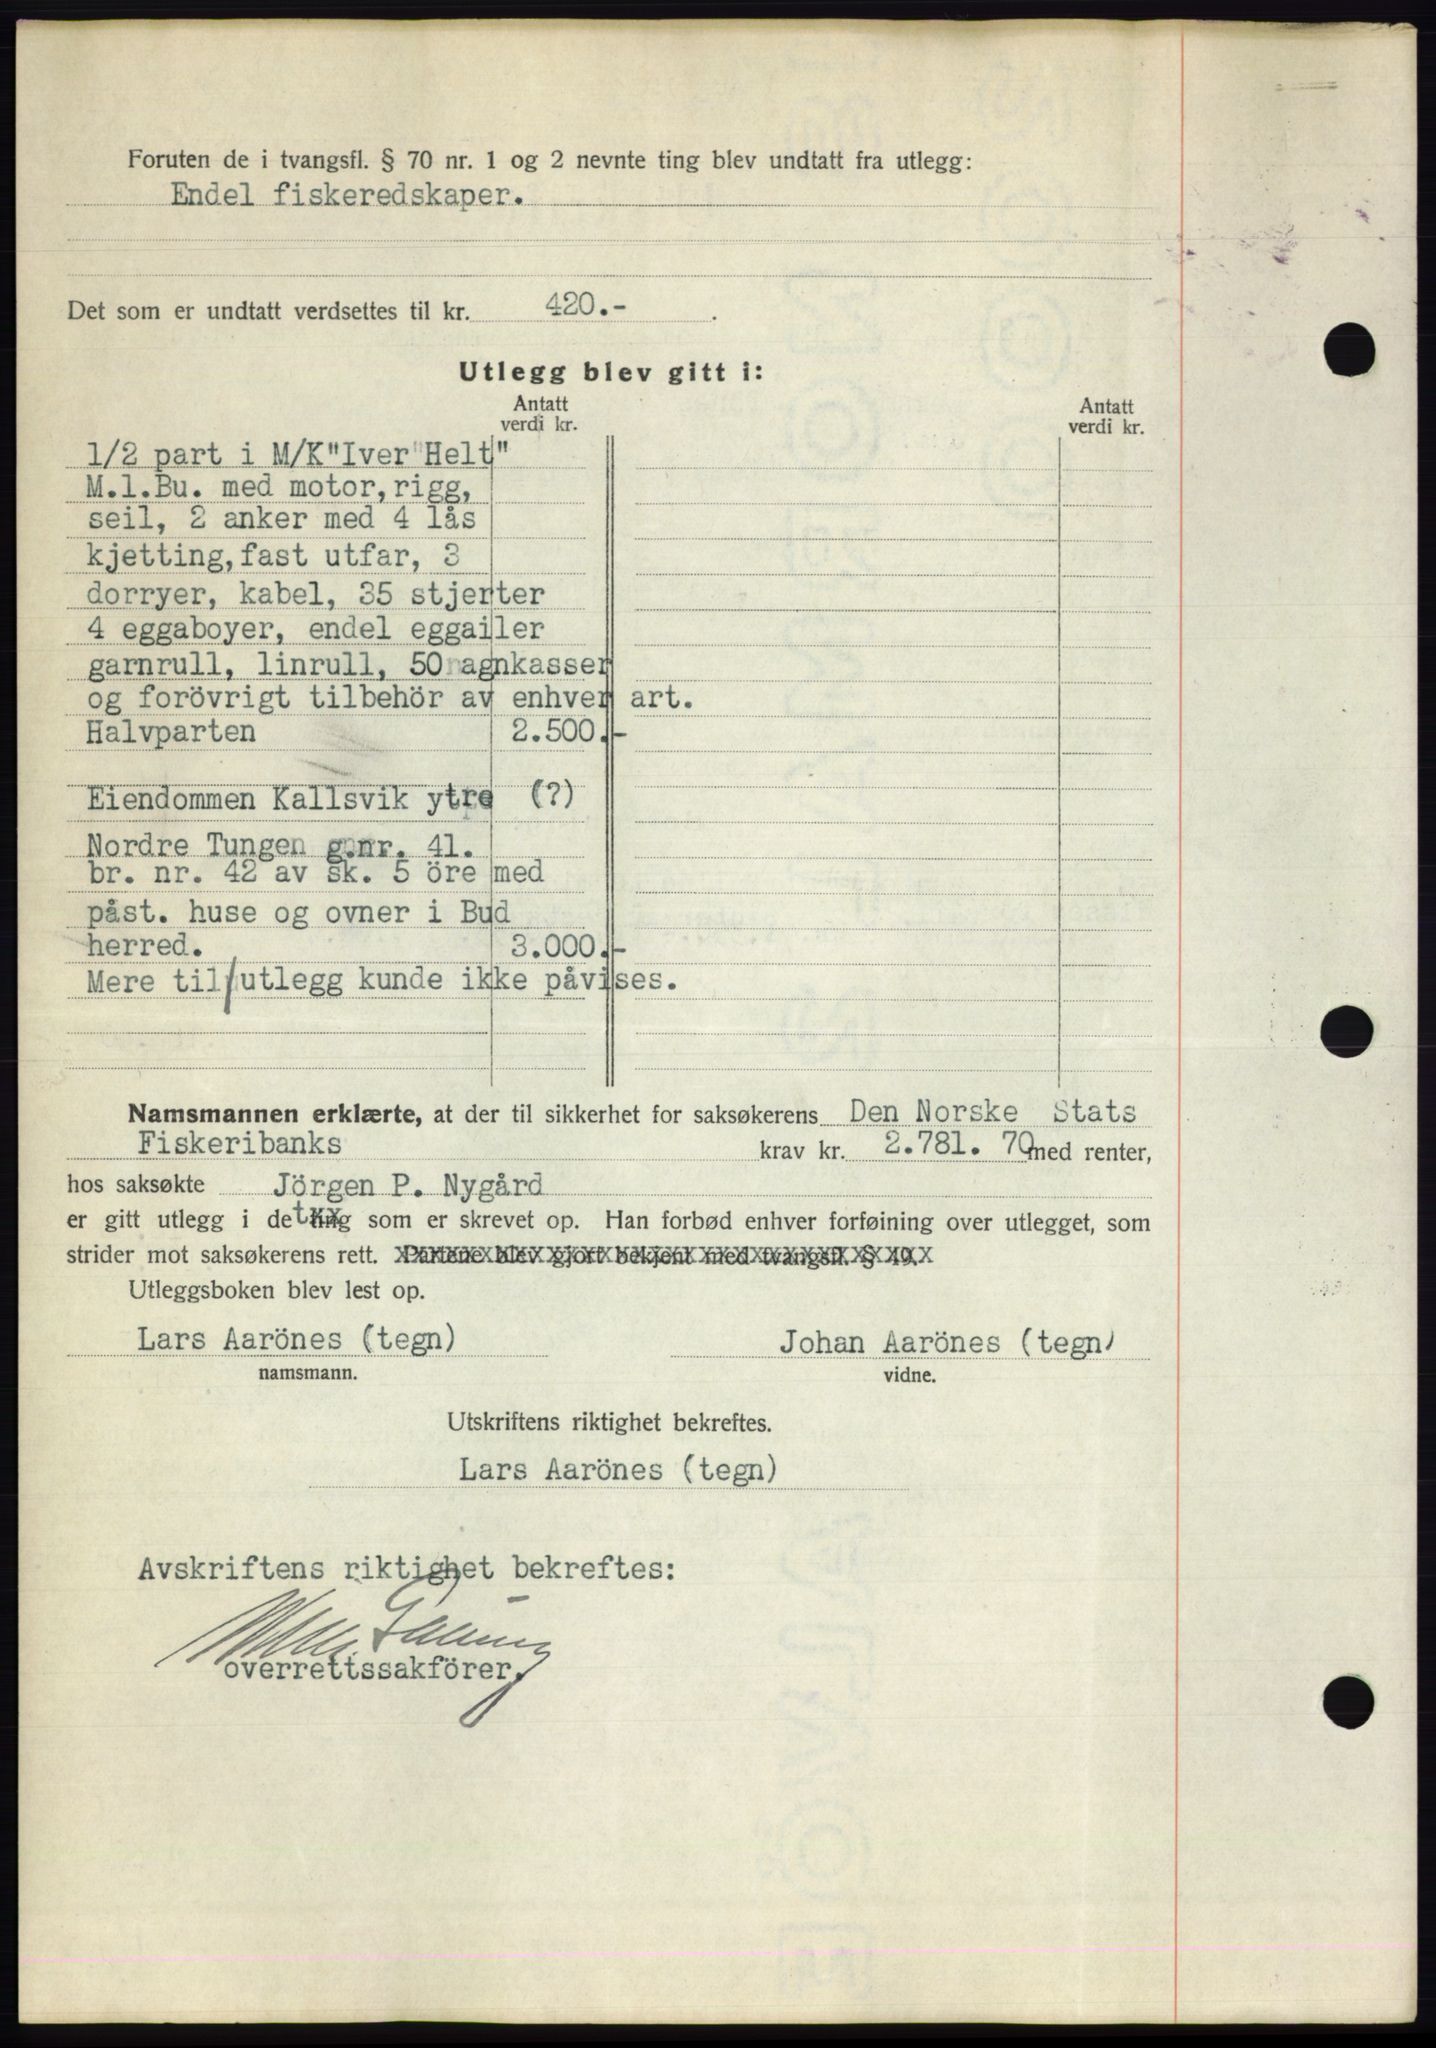 Foruten de i tvangsfl. § 70 nr. 1 og 2 nevnte ting blev undtatt fra utlegg:
Endel fiskeredskaper.
Det som er undtatt verdsettes til kr. 420.- .
Utlegg blev gitt i:
Antatt verdi kr.
Antatt verdi kr.
1/2 part i M/K"Iver"Helt"
M.1.Bu. med motor,rigg,
seil, 2 anker med 4 lås
kjetting,fast utfar, 3
dorryer, kabel, 35 stjerter
4 eggaboyer, endel eggailer
garnrull, linrull, 50 agnkasser
og forövrigt tilbehör av enhver art.
Halvparten 2.500.-
Eiendommen Kallsvik ytre (?)
Nordre Tungen g.nr. 41.
br. nr. 42 av sk. 5 öre med
påst. huse og ovner i Bud
herred. 3.000.-
Mere til/utlegg kunde ikke påvises.
Namsmannen erklærte, at der til sikkerhet for saksøkerens Den Norske Stats
Fiskeribanks krav kr. 2.781. 70 med renter,
hos saksøkte Jörgen P. Nygård
er gitt utlegg i det ting som er skrevet op. Han forbød enhver forføining over utlegget, som
strider mot saksøkerens rett. Partene blev gjort bekjent med tvangsfl. § 49.
Utleggsboken blev lest op.
Lars Aarönes (tegn) Johan Aarönes (tegn)
namsmann. vidne.
Utskriftens riktighet bekreftes.
Lars Aarönes (tegn)
Avskriftens riktighet bekreftes:
overrettssakförer.